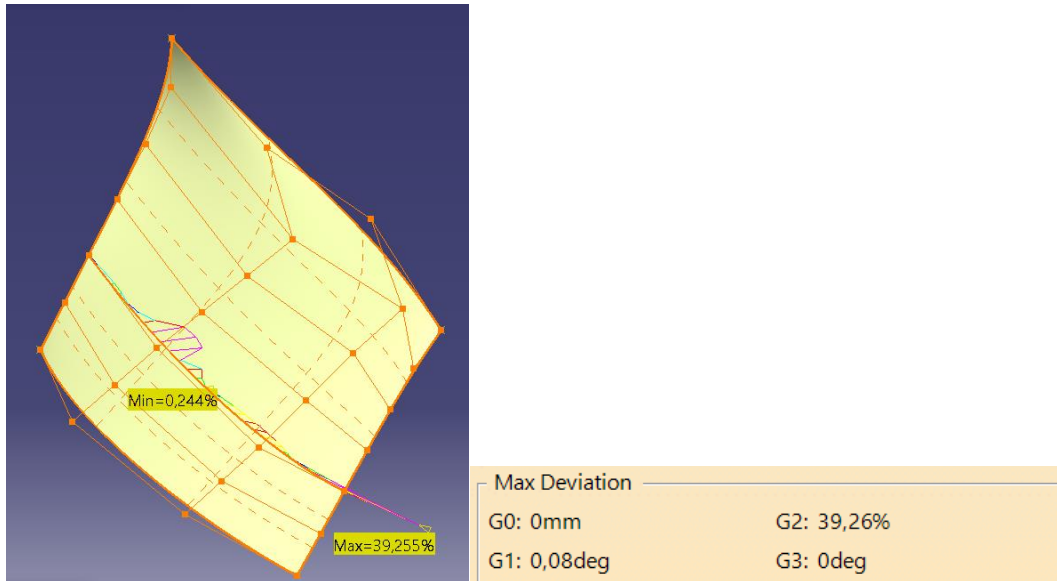 Min=0,244%
Max=39,255%
Max Deviation
G0: 0mm
G2: 39,26%
G1: 0,08deg
G3: 0deg